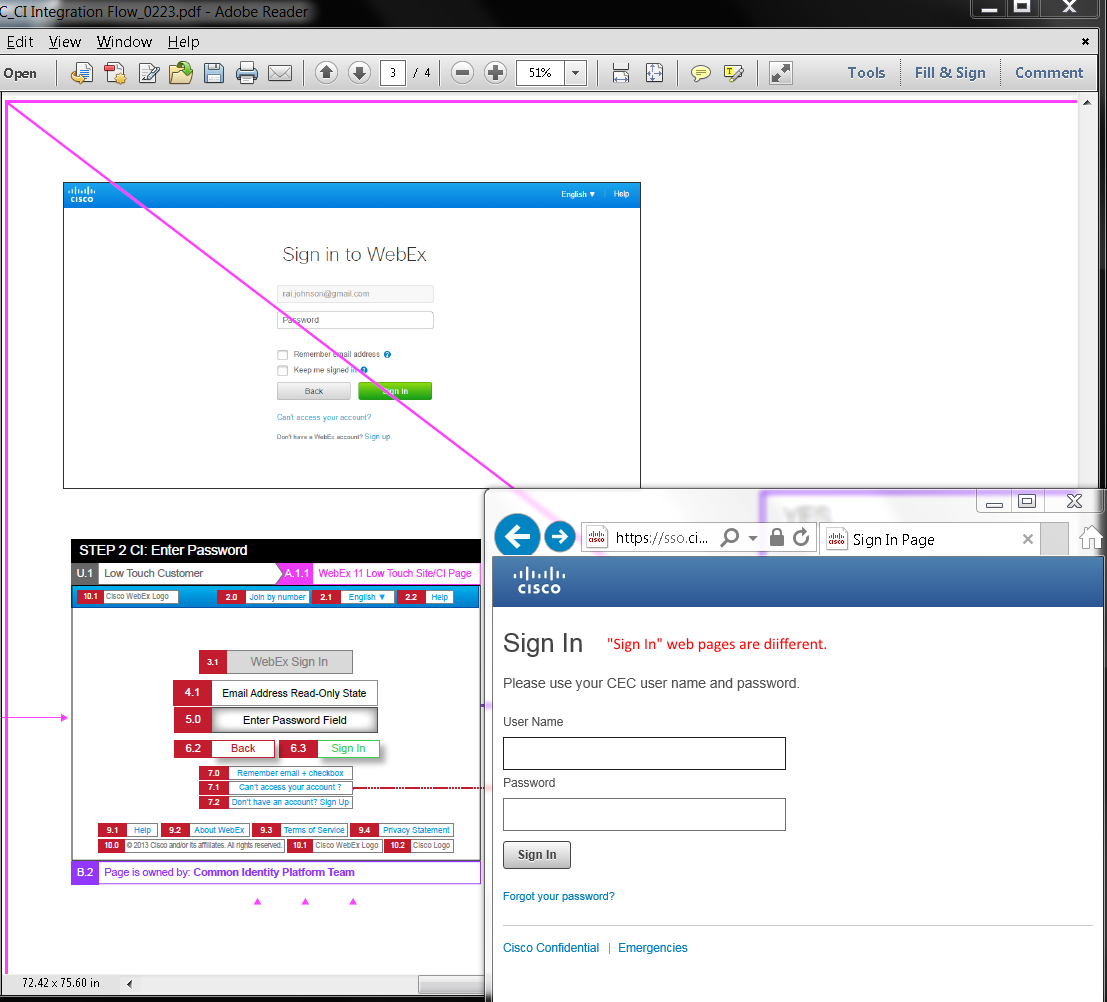 C_CI Integration Flow_0223.pdf - Adobe Reader
Edit View Window Help
Open 3 / 4 51% Tools Fill & Sign Comment
cisco English ▼ Help
Sign in to WebEx
rai.johnson@gmail.com
Password
Remember email address
Keep me signed in
Back Sign In
Can't access your account?
Don't have a WebEx account? Sign up.
STEP 2 CI: Enter Password
U.1 Low Touch Customer A.1.1 WebEx 11 Low Touch Site/CI Page
10.1 Cisco WebEx Logo 2.0 Join by number 2.1 English ▼ 2.2 Help
3.1 WebEx Sign In
4.1 Email Address Read-Only State
5.0 Enter Password Field
6.2 Back 6.3 Sign In
7.0 Remember email + checkbox
7.1 Can't access your account ?
7.2 Don't have an account? Sign Up
9.1 Help 9.2 About WebEx 9.3 Terms of Service 9.4 Privacy Statement
10.0 © 2013 Cisco and/or its affiliates. All rights reserved. 10.1 Cisco WebEx Logo 10.2 Cisco Logo
B.2 Page is owned by: Common Identity Platform Team
72.42 x 75.60 in
YES
cisco https://sso.ci... cisco Sign In Page
cisco
Sign In "Sign In" web pages are diifferent.
Please use your CEC user name and password.
User Name
Password
Sign In
Forgot your password?
Cisco Confidential | Emergencies